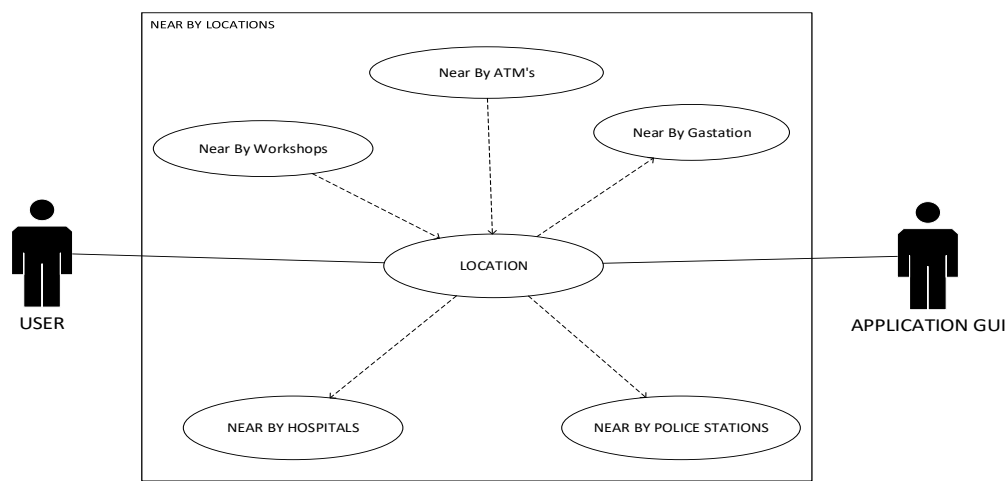 NEAR BY LOCATIONS
Near By ATM's
Near By Gastation
Near By Workshops
LOCATION
USER
APPLICATION GUI
NEAR BY HOSPITALS
NEAR BY POLICE STATIONS